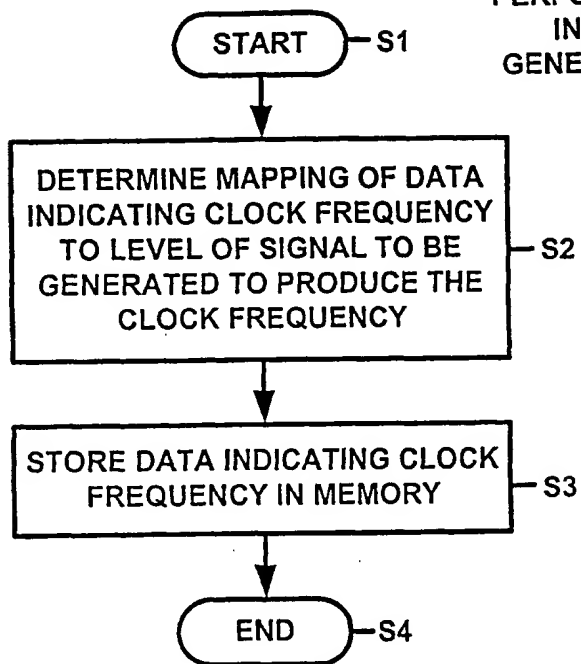 IN
START
S1
DETERMINE MAPPING OF DATA
INDICATING CLOCK FREQUENCY
TO LEVEL OF SIGNAL TO BE
GENERATED TO PRODUCE THE
CLOCK FREQUENCY
S2
STORE DATA INDICATING CLOCK
FREQUENCY IN MEMORY
S3
END
S4